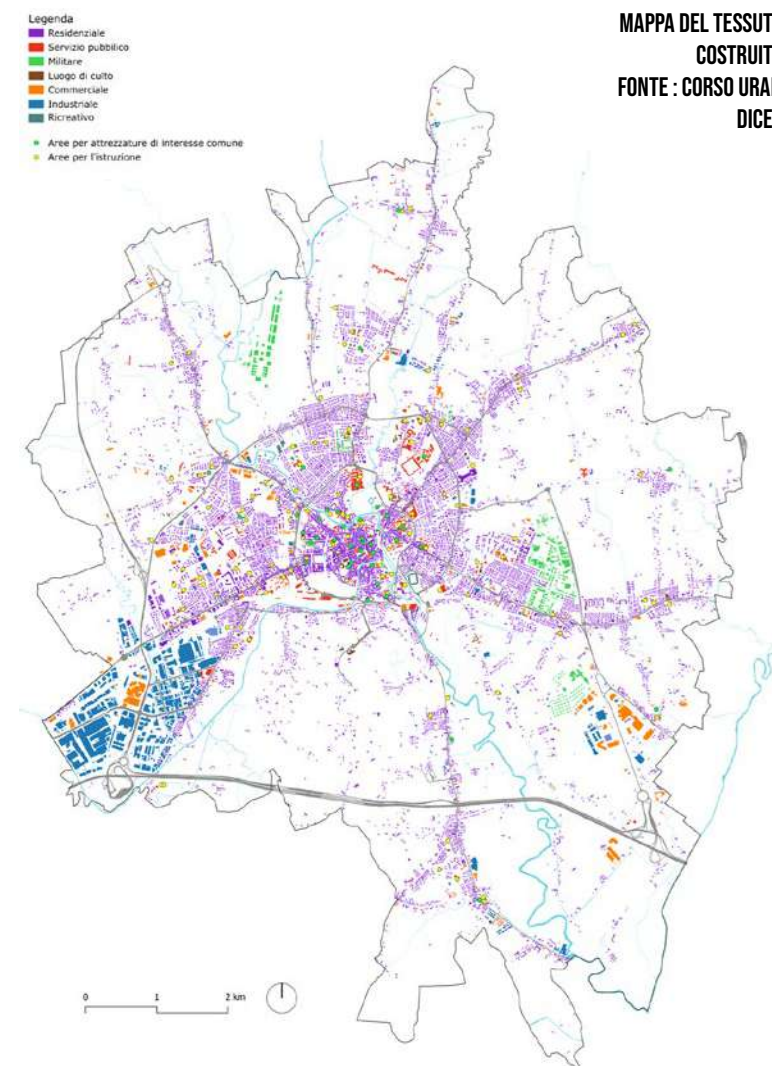 Legenda
Residenziale
Servizio pubblico
Militare
Luogo di culto
Commerciale
Industriale
Ricreativo
Aree per attrezzature di interesse comune
Aree per l'istruzione
MAPPA DEL TESSUT
COSTRUIT
FONTE : CORSO URA
DICE
0 1 2 km